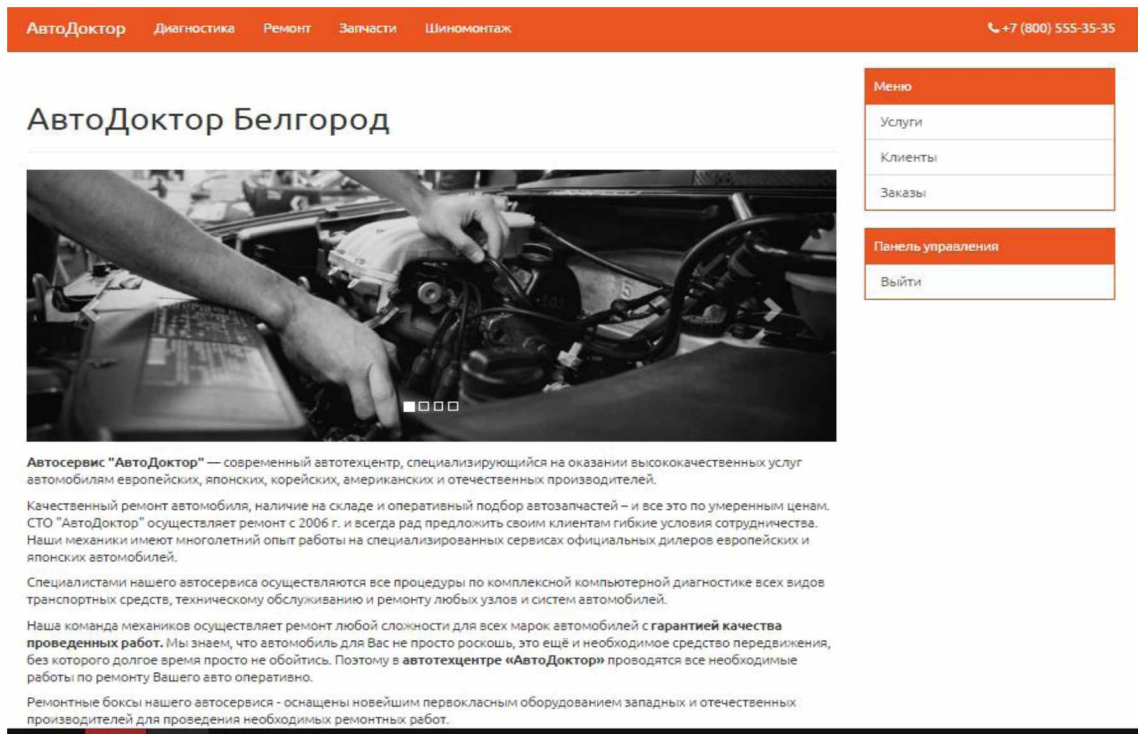 АвтоДоктор Диагностика Ремонт Запчасти Шиномонтаж +7 (800) 555-35-35
АвтоДоктор Белгород
Автосервис "АвтоДоктор" — современный автотехцентр, специализирующийся на оказании высококачественных услуг
автомобилям европейских, японских, корейских, американских и отечественных производителей.
Качественный ремонт автомобиля, наличие на складе и оперативный подбор автозапчастей – и все это по умеренным ценам.
СТО "АвтоДоктор" осуществляет ремонт с 2006 г. и всегда рад предложить своим клиентам гибкие условия сотрудничества.
Наши механики имеют многолетний опыт работы на специализированных сервисах официальных дилеров европейских и
японских автомобилей.
Специалистами нашего автосервиса осуществляются все процедуры по комплексной компьютерной диагностике всех видов
транспортных средств, техническому обслуживанию и ремонту любых узлов и систем автомобилей.
Наша команда механиков осуществляет ремонт любой сложности для всех марок автомобилей с гарантией качества
проведенных работ. Мы знаем, что автомобиль для Вас не просто роскошь, это ещё и необходимое средство передвижения,
без которого долгое время просто не обойтись. Поэтому в автотехцентре «АвтоДоктор» проводятся все необходимые
работы по ремонту Вашего авто оперативно.
Ремонтные боксы нашего автосервися - оснащены новейшим первокласным оборудованием западных и отечественных
производителей для проведения необходимых ремонтных работ.
Меню
Услуги
Клиенты
Заказы
Панель управления
Выйти